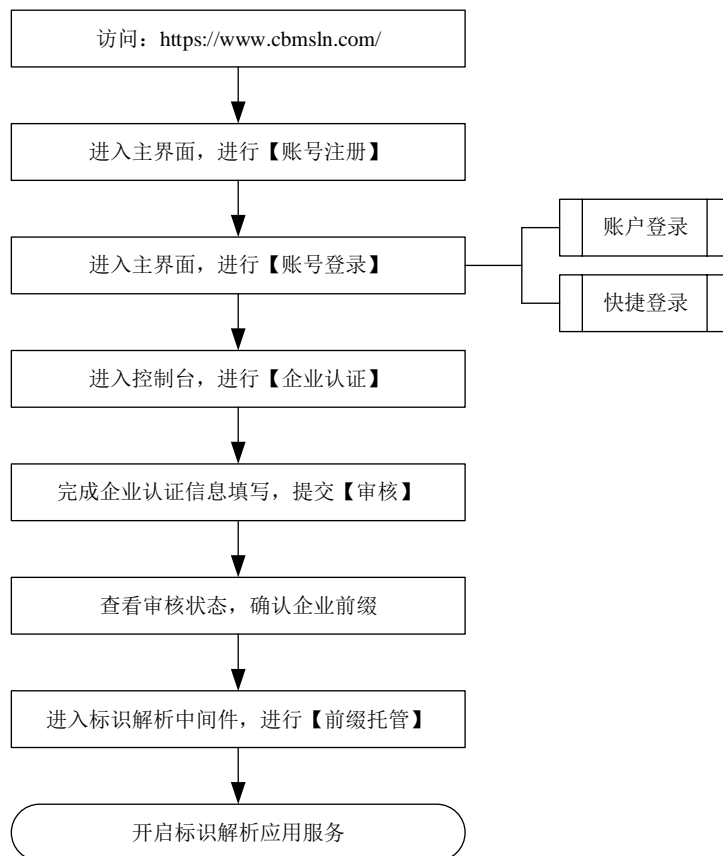 访问：https://www.cbmsln.com/
进入主界面，进行【账号注册】
进入主界面，进行【账号登录】
账户登录
快捷登录
进入控制台，进行【企业认证】
完成企业认证信息填写，提交【审核】
查看审核状态，确认企业前缀
进入标识解析中间件，进行【前缀托管】
开启标识解析应用服务